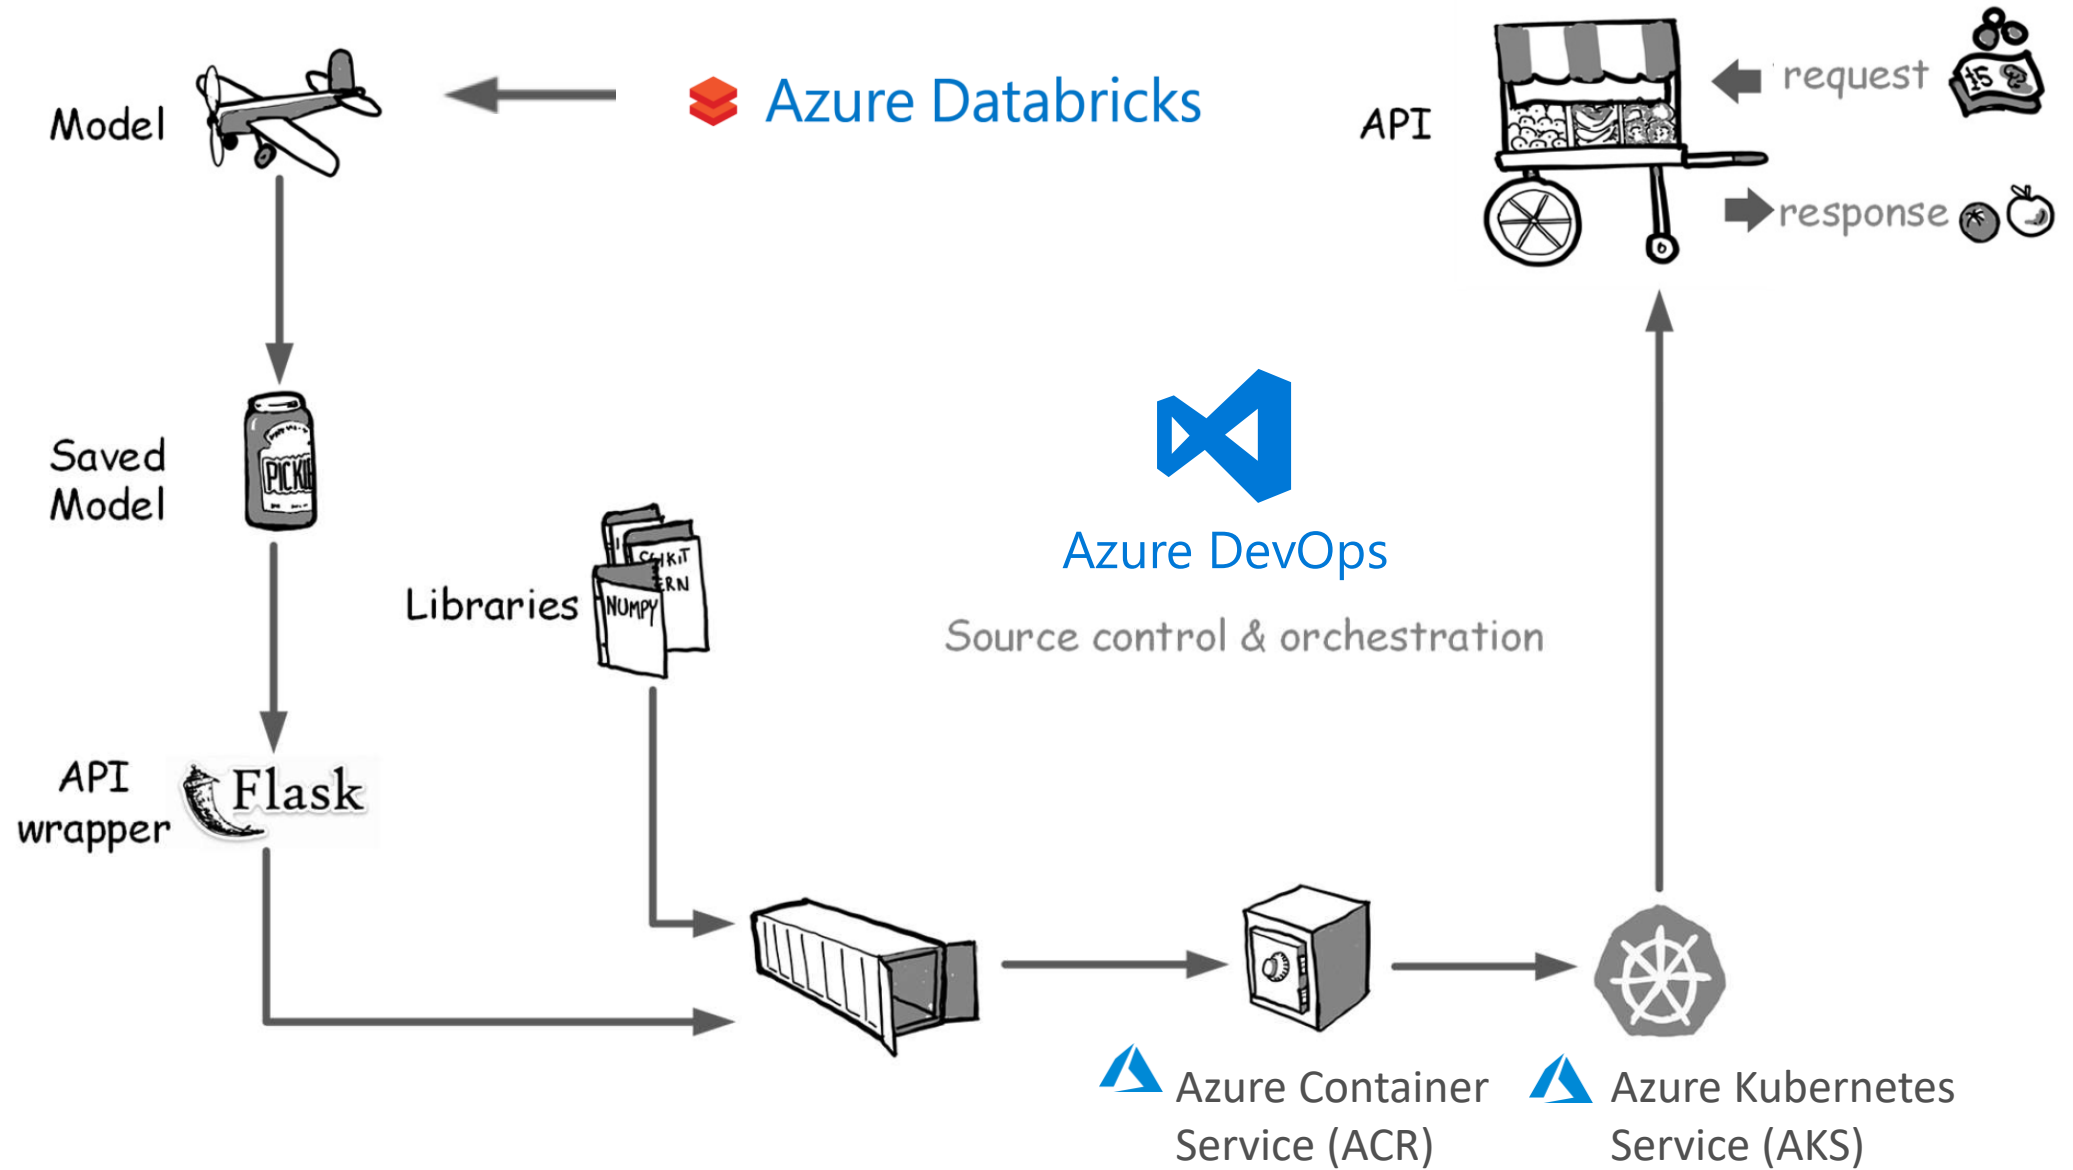 Model
Azure Databricks
API
request
response
Saved
Model
Libraries
NUMPY
Azure DevOps
Source control & orchestration
API
wrapper
Flask
Azure Container
Service (ACR)
Azure Kubernetes
Service (AKS)